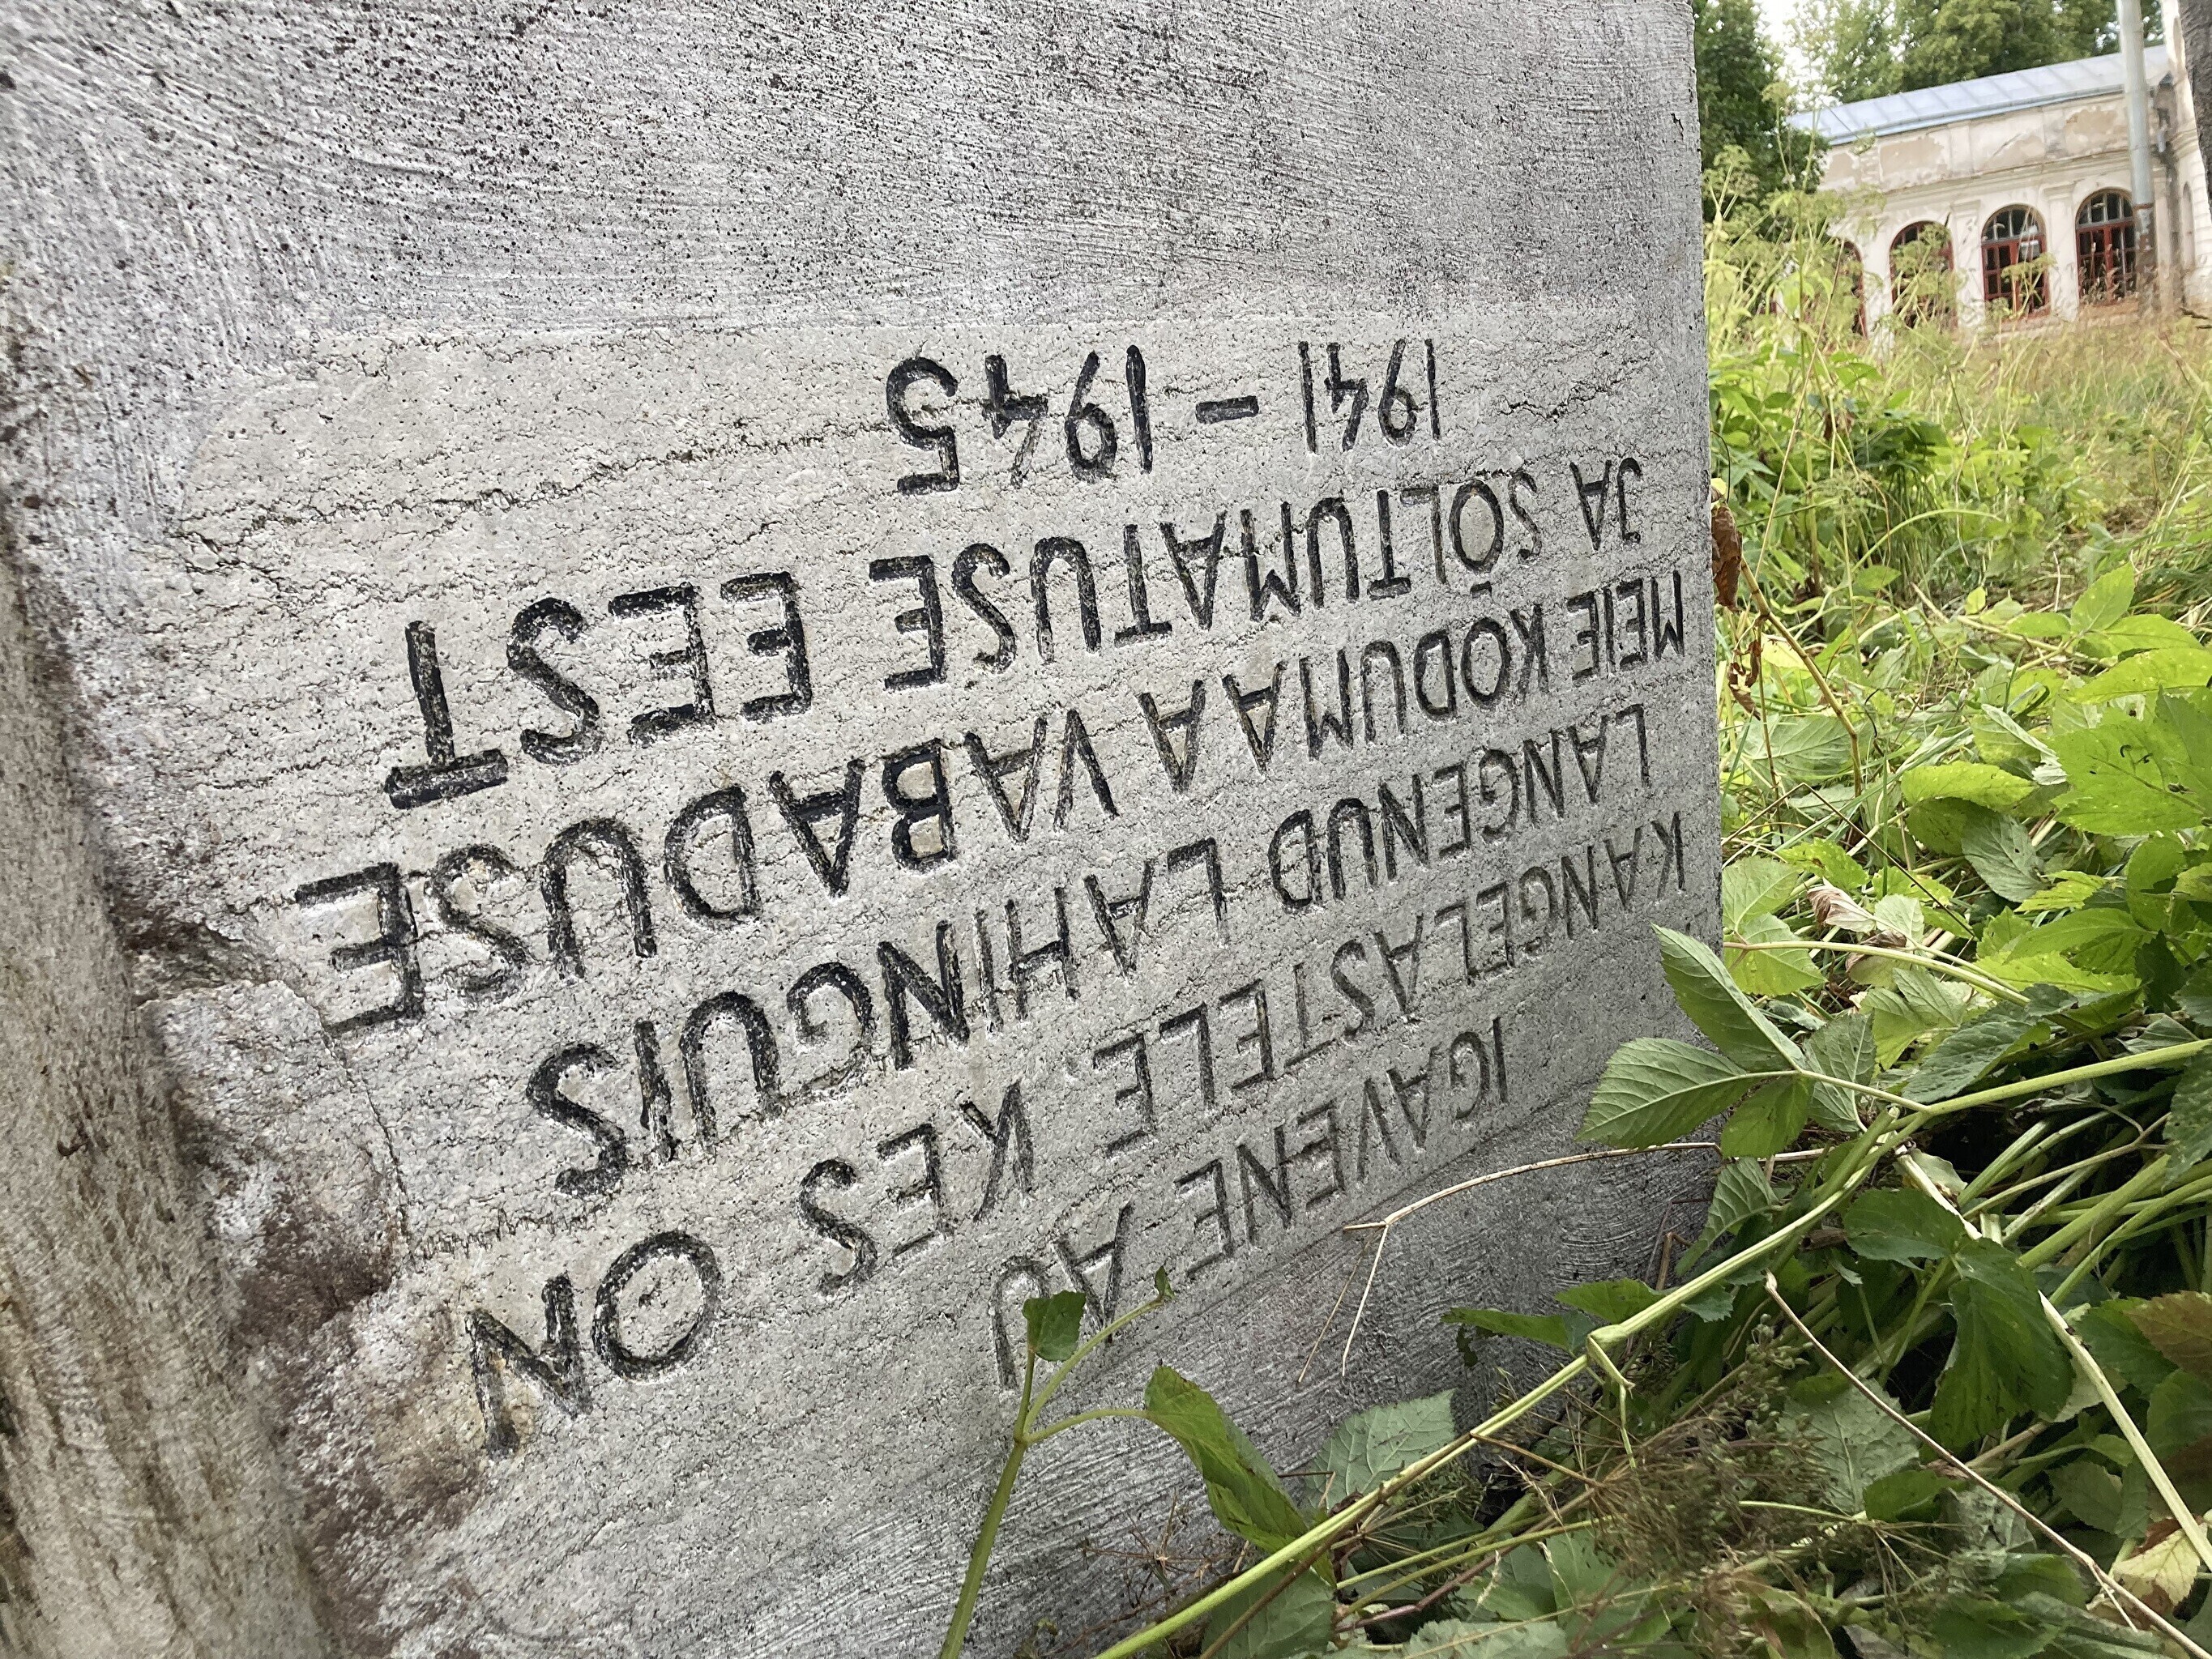 IGAVENE AU
KANGELASTELE, KES ON
LANGENUD LAHINGUIS
MEIE KODUMAA VABADUSE
JA SÕLTUMATUSE EEST
1941 – 1945